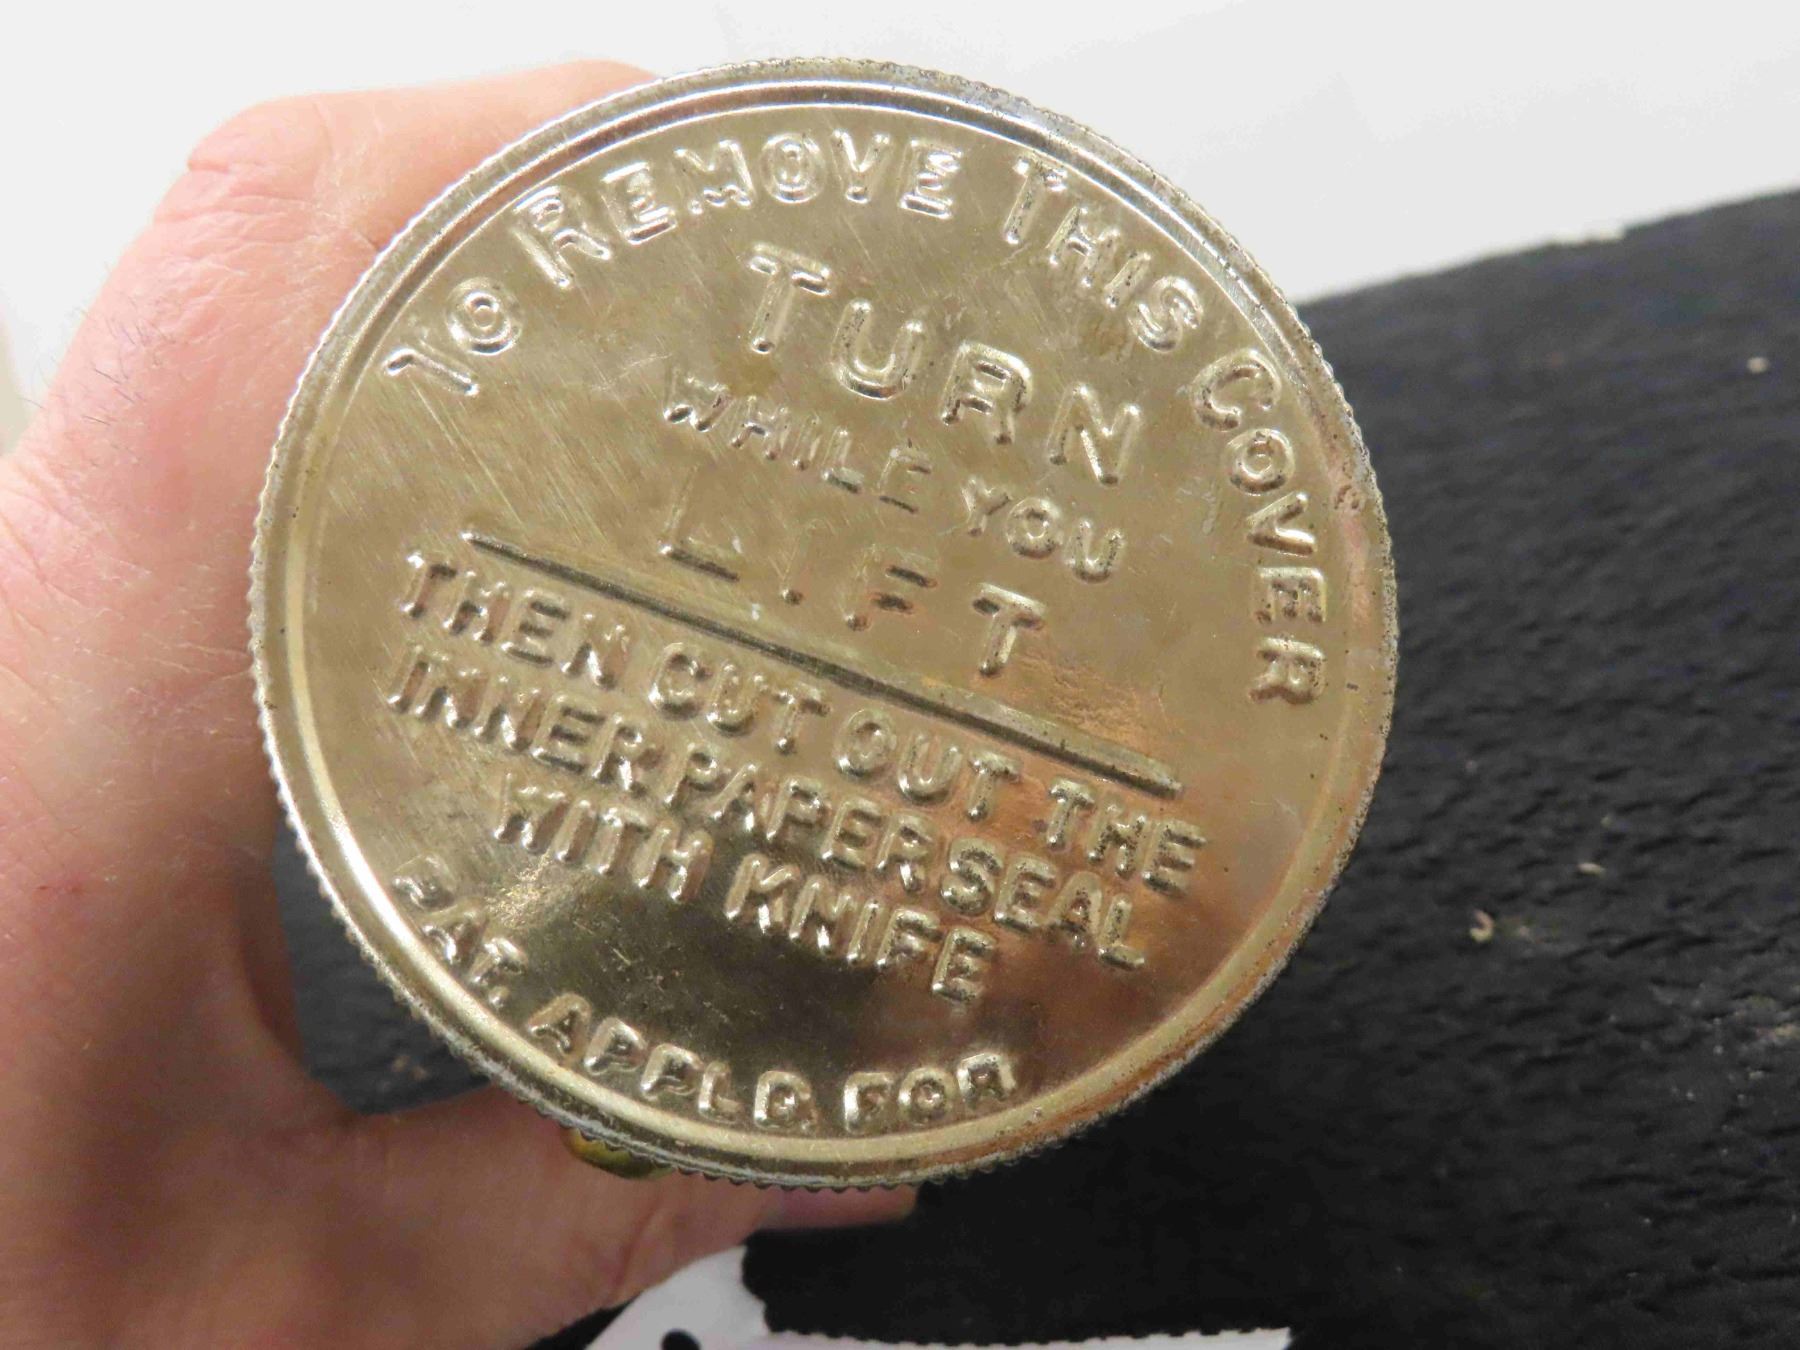 TO REMOVE THIS COVER
TURN
WHILE YOU
LIFT
THEN CUT OUT THE
INNER PAPER SEAL
WITH KNIFE
PAT. APPLD. FOR